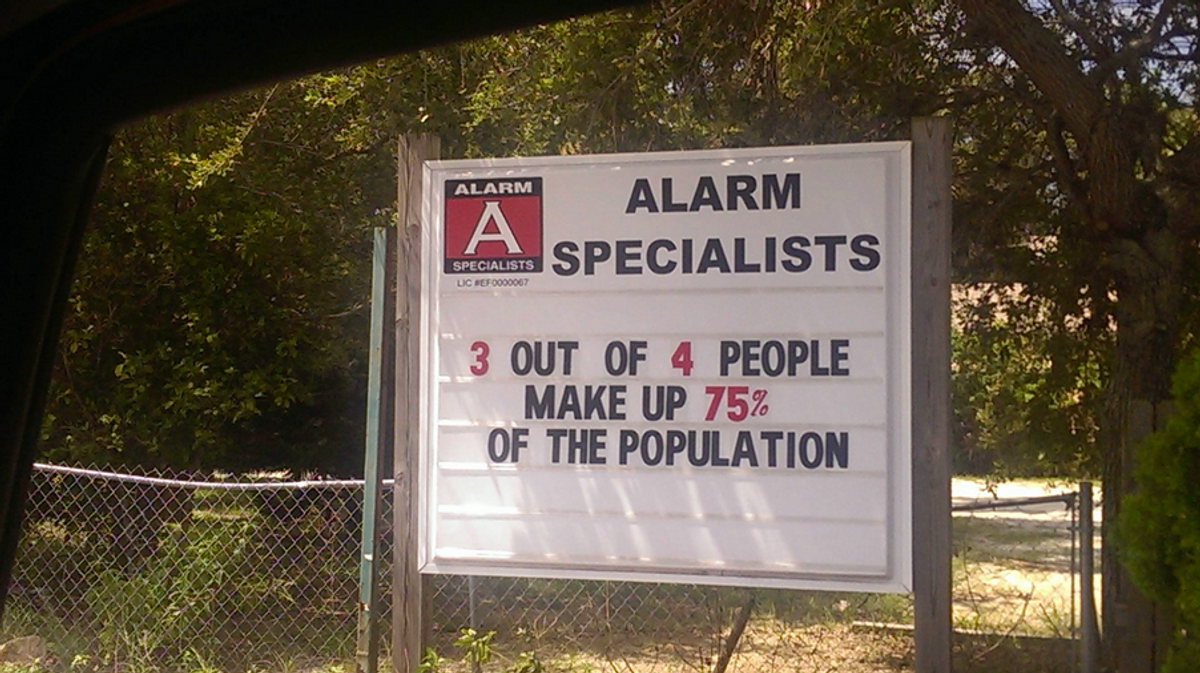 ALARM
A
SPECIALISTS
LIC #EF0000067
ALARM
SPECIALISTS
3 OUT OF 4 PEOPLE
MAKE UP 75%
OF THE POPULATION